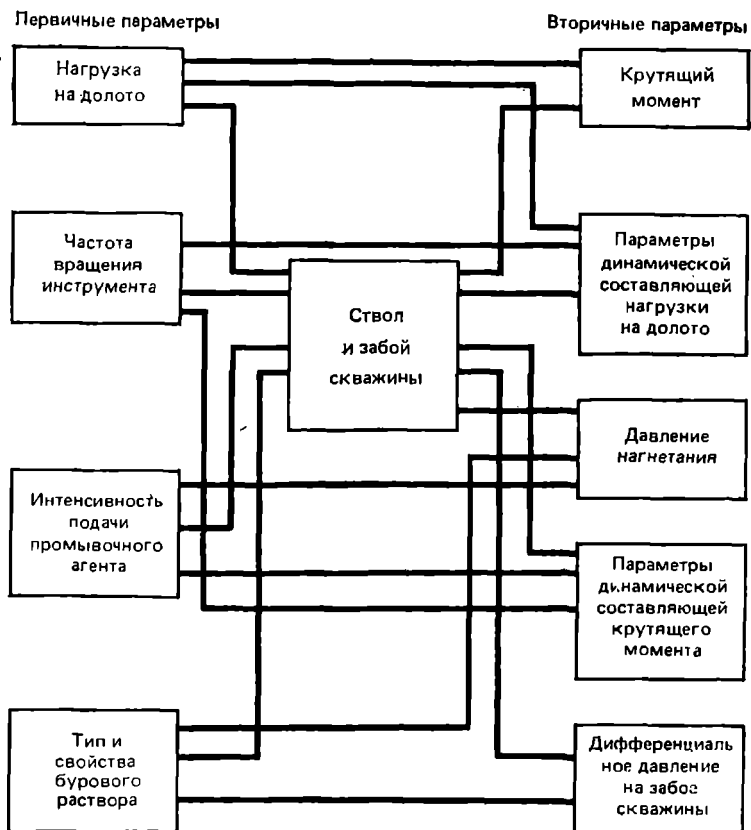 Первичные параметры
Вторичные параметры
Нагрузка
на долото
Крутящий
момент
Частота
вращения
инструмента
Параметры
динамической
составляющей
нагрузки
на долото
Ствол
и забой
скважины
Давление
нагнетания
Интенсивность
подачи
промывочного
агента
Параметры
динамической
составляющей
крутящего
момента
Тип и
свойства
бурового
раствора
Дифференциаль
ное давление
на забое
скважины